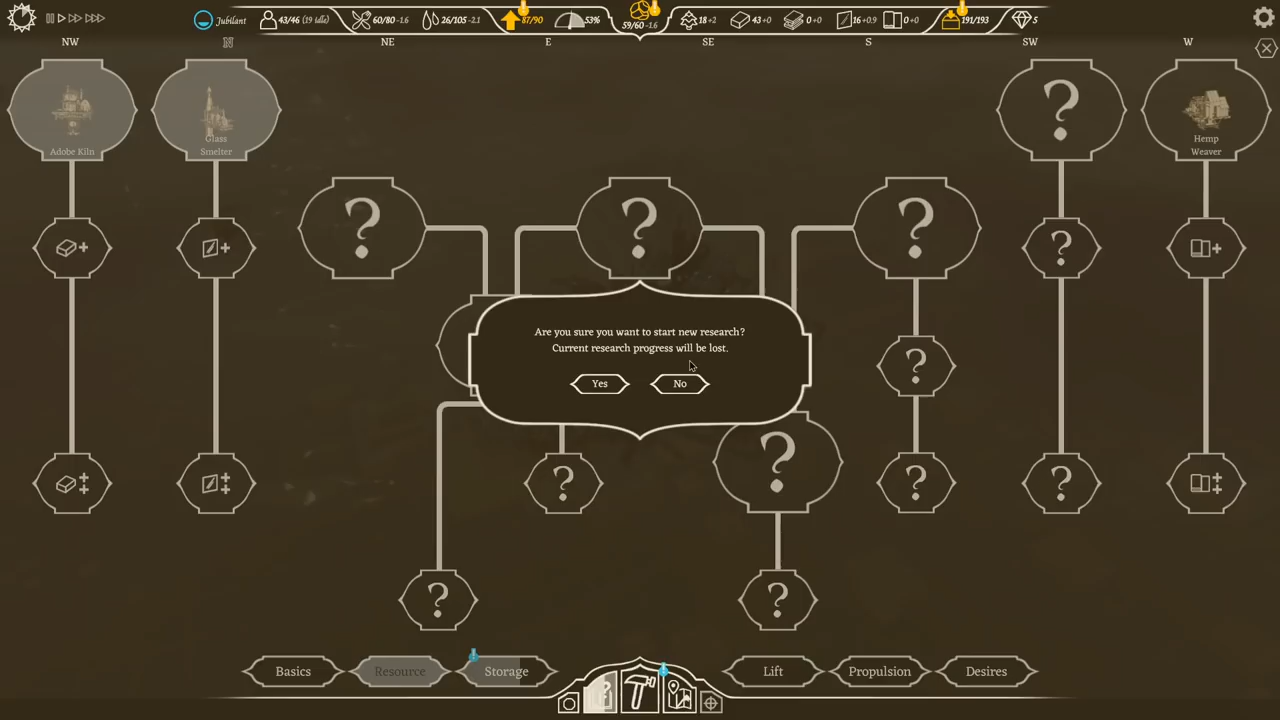 Jubilant 43/46 (19 idle) 60/80 -1.6 26/105 -2.1 87/90 53% 59/60 -1.6 18 +2 43 +0 0 +0 16 +0.9 0 +0 191/193 5
NW N NE E SE S SW W
Adobe Kiln
Glass
Smelter
Hemp
Weaver
? ? ? ?
? ? ? ? ?
? ? ? ? ?
Are you sure you want to start new research?
Current research progress will be lost.
Yes No
Basics Resource Storage Lift Propulsion Desires